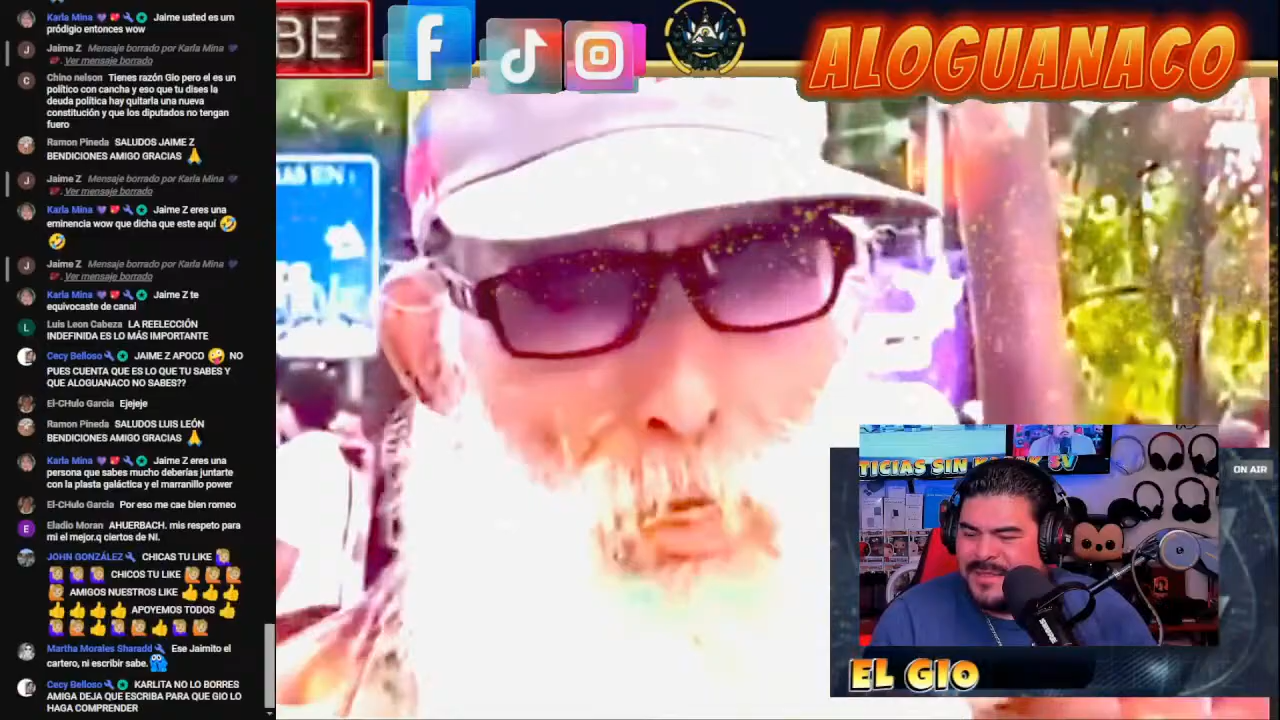 Karla Mina Jaime usted es um
pródigio entonces wow
Jaime Z Mensaje borrado por Karla Mina
. Ver mensaje borrado
Chino nelson Tienes razón Gio pero el es un
político con cancha y eso que tu dises la
deuda política hay quitarla una nueva
constitución y que los diputados no tengan
fuero
Ramon Pineda SALUDOS JAIME Z
BENDICIONES AMIGO GRACIAS 🙏
Jaime Z Mensaje borrado por Karla Mina
. Ver mensaje borrado
Karla Mina Jaime Z eres una
eminencia wow que dicha que este aquí 🤣
🤣
Jaime Z Mensaje borrado por Karla Mina
. Ver mensaje borrado
Karla Mina Jaime Z te
equivocaste de canal
Luis Leon Cabeza LA REELECCIÓN
INDEFINIDA ES LO MÁS IMPORTANTE
Cecy Belloso JAIME Z APOCO 🤪 NO
PUES CUENTA QUE ES LO QUE TU SABES Y
QUE ALOGUANACO NO SABES??
El-CHulo Garcia Ejejeje
Ramon Pineda SALUDOS LUIS LEÓN
BENDICIONES AMIGO GRACIAS 🙏
Karla Mina Jaime Z eres una
persona que sabes mucho deberías juntarte
con la plasta galáctica y el marranillo power
El-CHulo Garcia Por eso me cae bien romeo
Eladio Moran AHUERBACH. mis respeto para
mi el mejor.q ciertos de NI.
JOHN GONZÁLEZ CHICAS TU LIKE
CHICOS TU LIKE
AMIGOS NUESTROS LIKE 👍👍👍
👍👍👍👍 APOYEMOS TODOS 👍
Martha Morales Sharadd Ese Jaimito el
cartero, ni escribir sabe.
Cecy Belloso KARLITA NO LO BORRES
AMIGA DEJA QUE ESCRIBA PARA QUE GIO LO
HAGA COMPRENDER
BE
ALOGUANACO
AS EN :
TICIAS SIN
SV
ON AIR
EL GIO